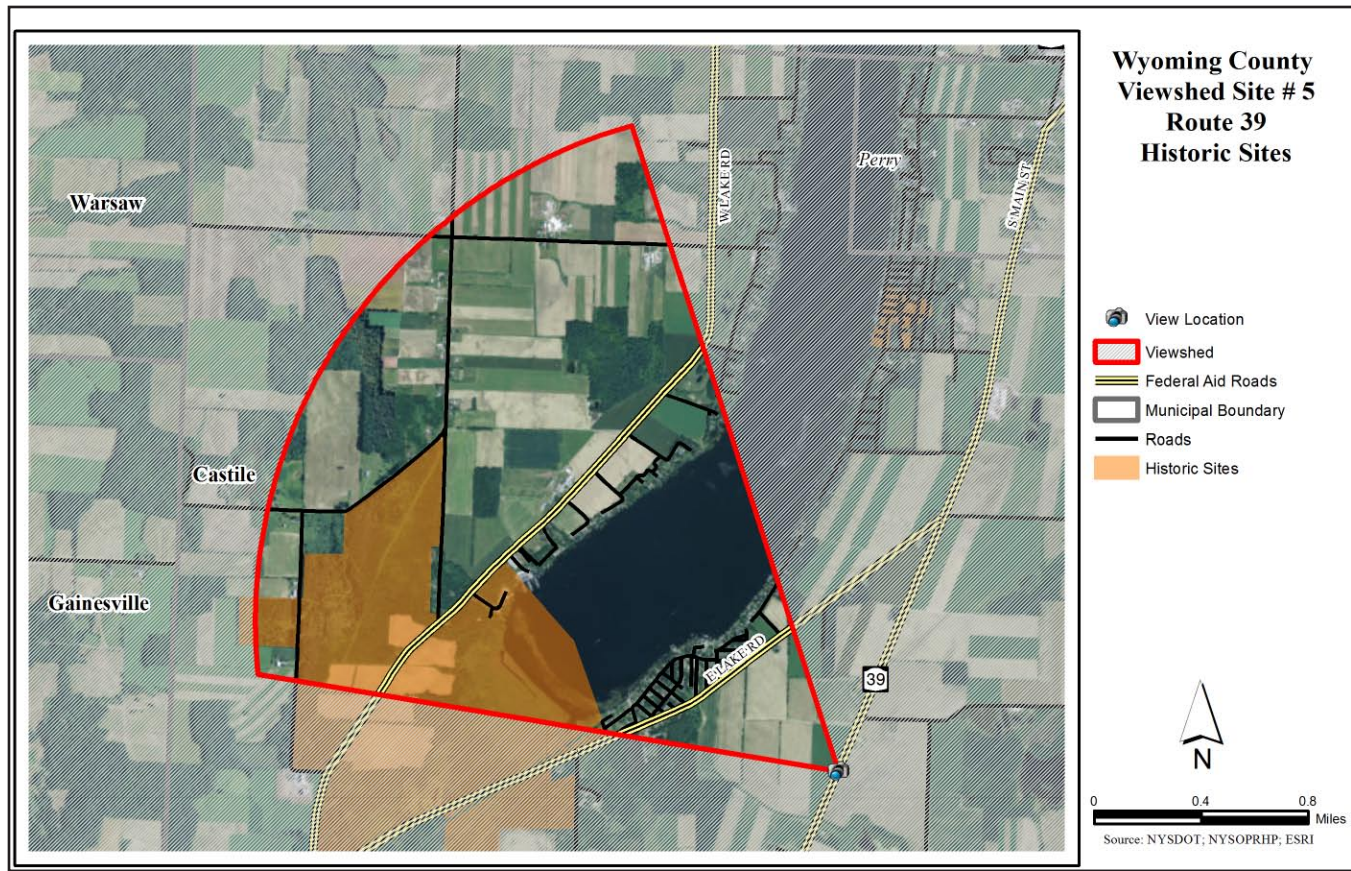 Wyoming County
Viewshed Site # 5
Route 39
Historic Sites
Warsaw
W LAKE RD
Perry
S MAIN ST
View Location
Viewshed
Federal Aid Roads
Municipal Boundary
Roads
Historic Sites
Castile
Gainesville
E LAKE RD
39
N
0 0.4 0.8
Miles
Source: NYSDOT; NYSOPRHP; ESRI